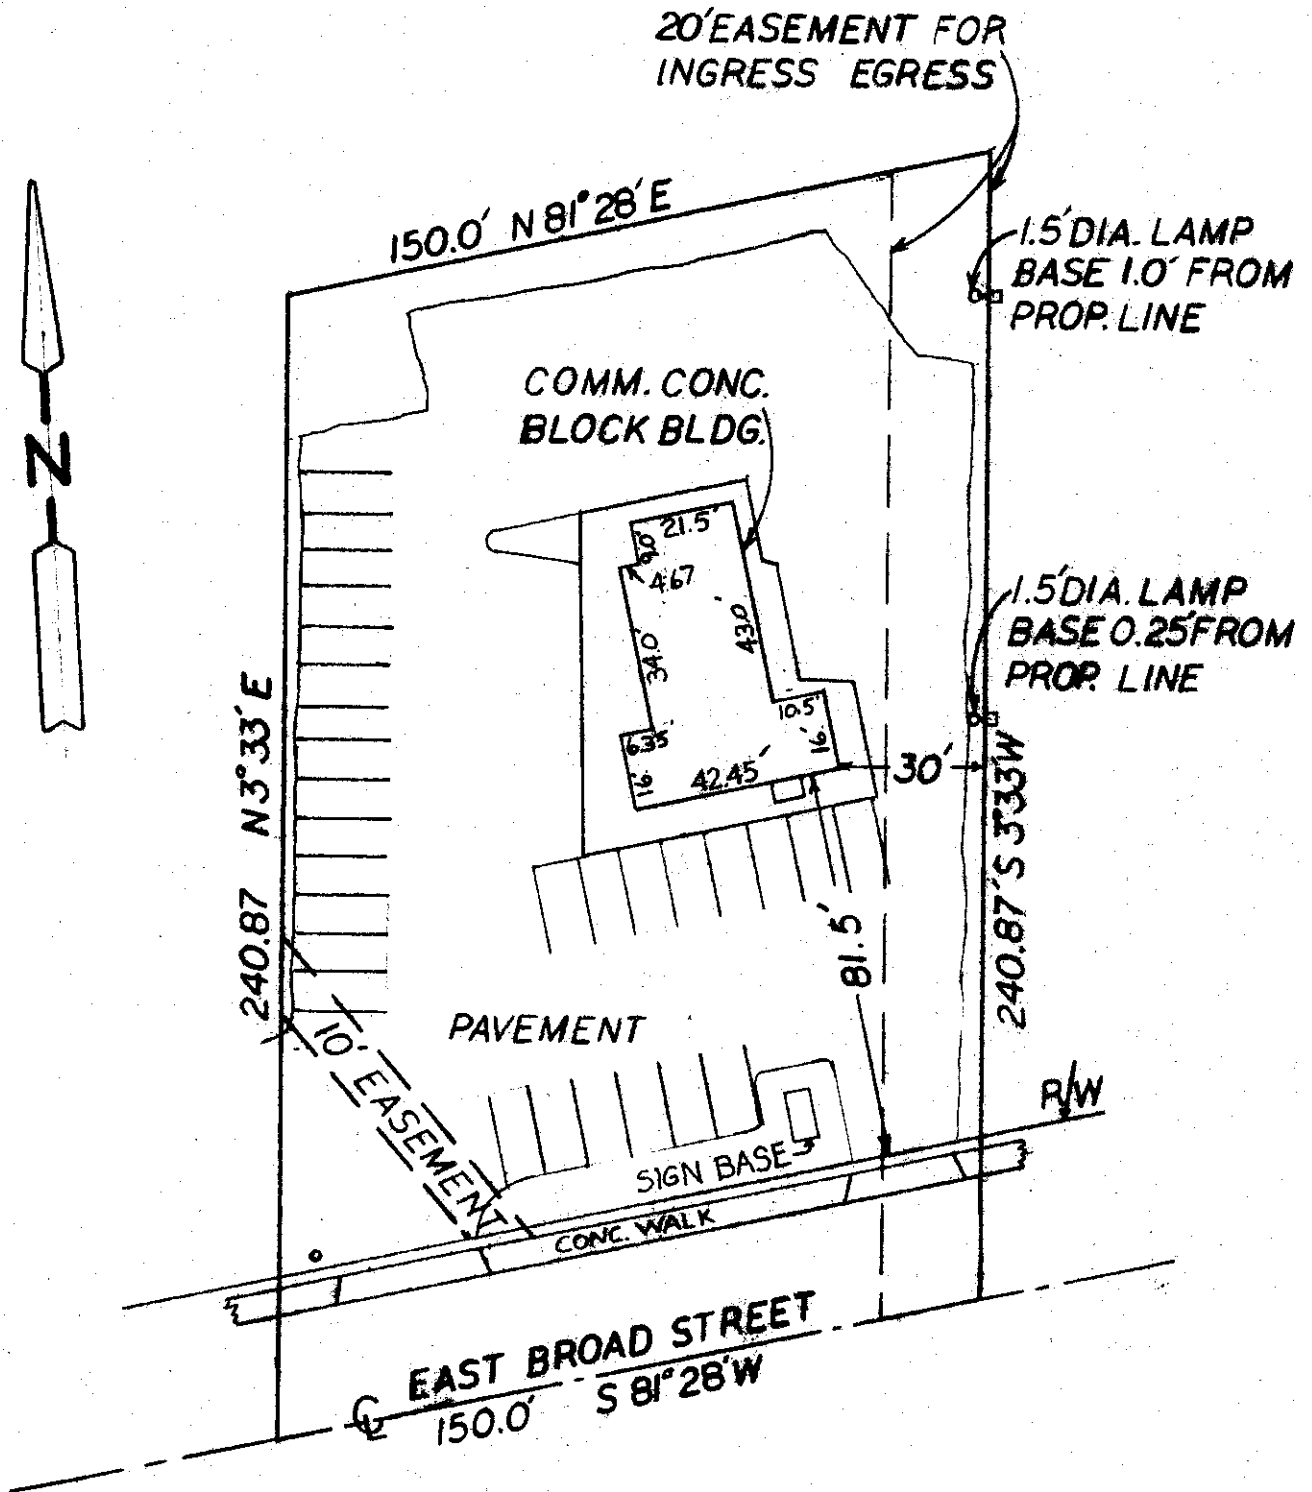 20' EASEMENT FOR
INGRESS EGRESS
150.0' N 81° 28' E
1.5' DIA. LAMP
BASE 1.0' FROM
PROP. LINE
N
COMM. CONC.
BLOCK BLDG.
21.5'
9.0'
4.67
34.0'
43.0'
1.5' DIA. LAMP
BASE 0.25' FROM
PROP. LINE
10.5'
16'
6.35
16'
42.45'
30'
240.87 N 3° 33' E
240.87' S 3° 33' W
81.5'
PAVEMENT
10' EASEMENT
R/W
SIGN BASE
CONC. WALK
EAST BROAD STREET
CL
150.0' S 81° 28' W